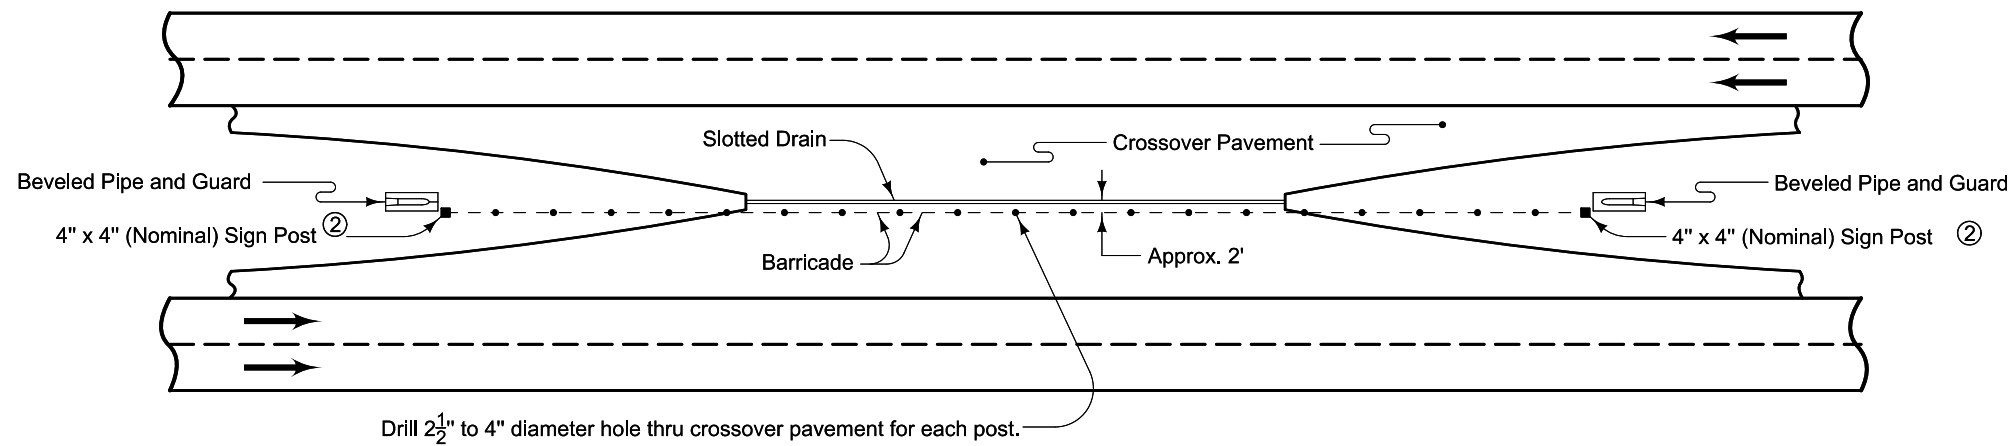 Slotted Drain
Crossover Pavement
Beveled Pipe and Guard
Beveled Pipe and Guard
4" x 4" (Nominal) Sign Post ②
4" x 4" (Nominal) Sign Post ②
Barricade
Approx. 2'
Drill 2½" to 4" diameter hole thru crossover pavement for each post.